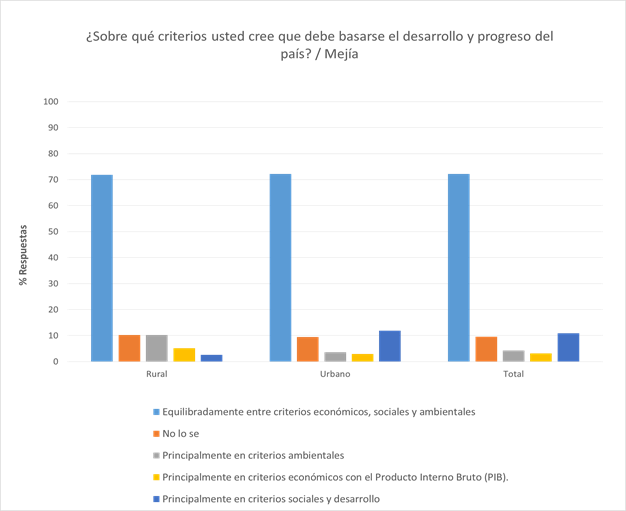 ¿Sobre qué criterios usted cree que debe basarse el desarrollo y progreso del
país? / Mejía
100
90
80
70
60
50
40
30
20
10
0
% Respuestas
Rural
Urbano
Total
Equilibradamente entre criterios económicos, sociales y ambientales
No lo se
Principalmente en criterios ambientales
Principalmente en criterios económicos con el Producto Interno Bruto (PIB).
Principalmente en criterios sociales y desarrollo